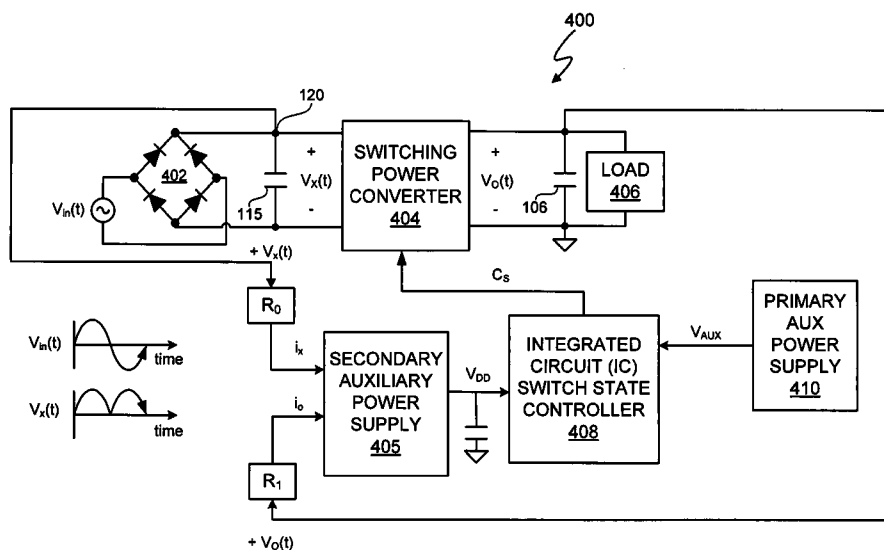 400
120
402
Vin(t)
115
+
VX(t)
-
SWITCHING
POWER
CONVERTER
404
+
VO(t)
-
106
LOAD
406
+ Vx(t)
R0
CS
ix
io
SECONDARY
AUXILIARY
POWER
SUPPLY
405
VDD
INTEGRATED
CIRCUIT (IC)
SWITCH STATE
CONTROLLER
408
VAUX
PRIMARY
AUX
POWER
SUPPLY
410
Vin(t)
time
Vx(t)
time
R1
+ VO(t)